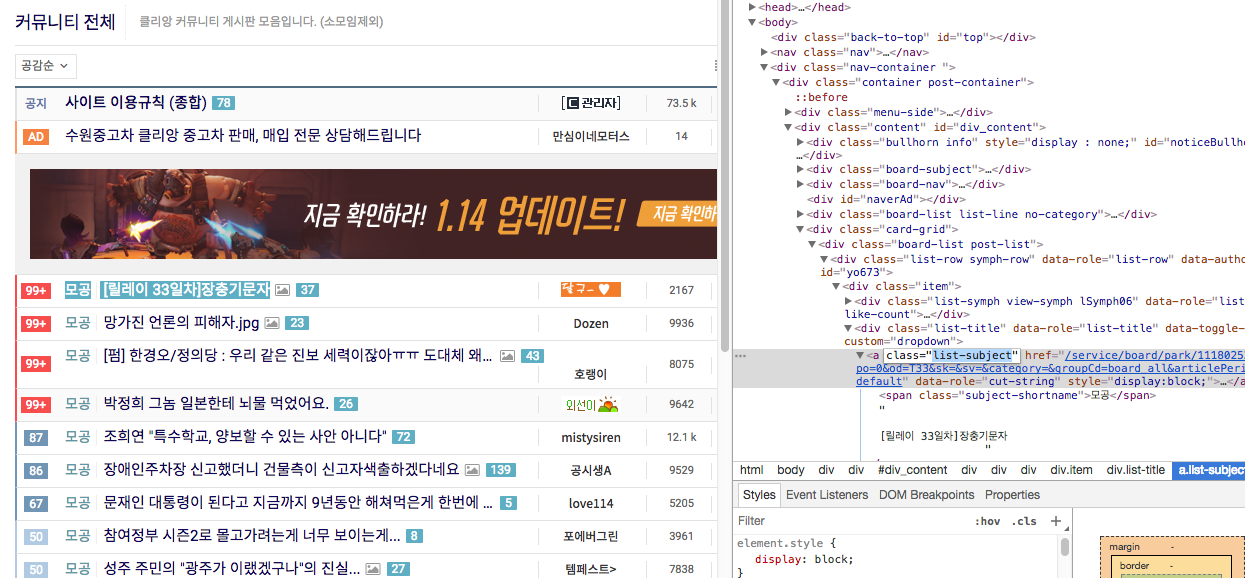 커뮤니티 전체 클리앙 커뮤니티 게시판 모음입니다. (소모임제외)
공감순
공지 사이트 이용규칙 (종합) 78 [C 관리자] 73.5 k
AD 수원중고차 클리앙 중고차 판매, 매입 전문 상담해드립니다 만심이네모터스 14
지금 확인하라! 1.14 업데이트! 지금 확인하
99+ 모공 [릴레이 33일차]장충기문자 37 달구~ 2167
99+ 모공 망가진 언론의 피해자.jpg 23 Dozen 9936
99+ 모공 [펌] 한경오/정의당 : 우리 같은 진보 세력이잖아ㅠㅠ 도대체 왜... 43 호랭이 8075
99+ 모공 박정희 그놈 일본한테 뇌물 먹었어요. 26 외선이 9642
87 모공 조희연 "특수학교, 양보할 수 있는 사안 아니다" 72 mistysiren 12.1 k
86 모공 장애인주차장 신고했더니 건물측이 신고자색출하겠다네요 139 공시생A 9529
67 모공 문재인 대통령이 된다고 지금까지 9년동안 해쳐먹은게 한번에 ... 5 love114 5205
50 모공 참여정부 시즌2로 몰고가려는게 너무 보이는게... 8 포에버그린 3961
50 모공 성주 주민의 "광주가 이랬겠구나"의 진실... 27 템페스트> 7838
▶<head>…</head>
▼<body>
<div class="back-to-top" id="top"></div>
▶<nav class="nav">…</nav>
▼<div class="nav-container ">
▼<div class="container post-container">
::before
▶<div class="menu-side">…</div>
▼<div class="content" id="div_content">
▶<div class="bullhorn info" style="display : none;" id="noticeBullho
…</div>
▶<div class="board-subject">…</div>
▶<div class="board-nav">…</div>
<div id="naverAd"></div>
▶<div class="board-list list-line no-category">…</div>
▼<div class="card-grid">
▼<div class="board-list post-list">
▼<div class="list-row symph-row" data-role="list-row" data-autho
id="yo673">
▼<div class="item">
▶<div class="list-symph view-symph lSymph06" data-role="list
like-count">…</div>
▼<div class="list-title" data-role="list-title" data-toggle-
custom="dropdown">
… ▼<a class="list-subject" href="/service/board/park/1118025
po=0&od=T33&sk=&sv=&category=&groupCd=board_all&articlePeri
default" data-role="cut-string" style="display:block;">…</a
<span class="subject-shortname">모공</span>
"
[릴레이 33일차]장충기문자
"
html body div div #div_content div div div div.item div.list-title a.list-subject
Styles Event Listeners DOM Breakpoints Properties
Filter :hov .cls +
element.style {
display: block;
}
margin -
border -